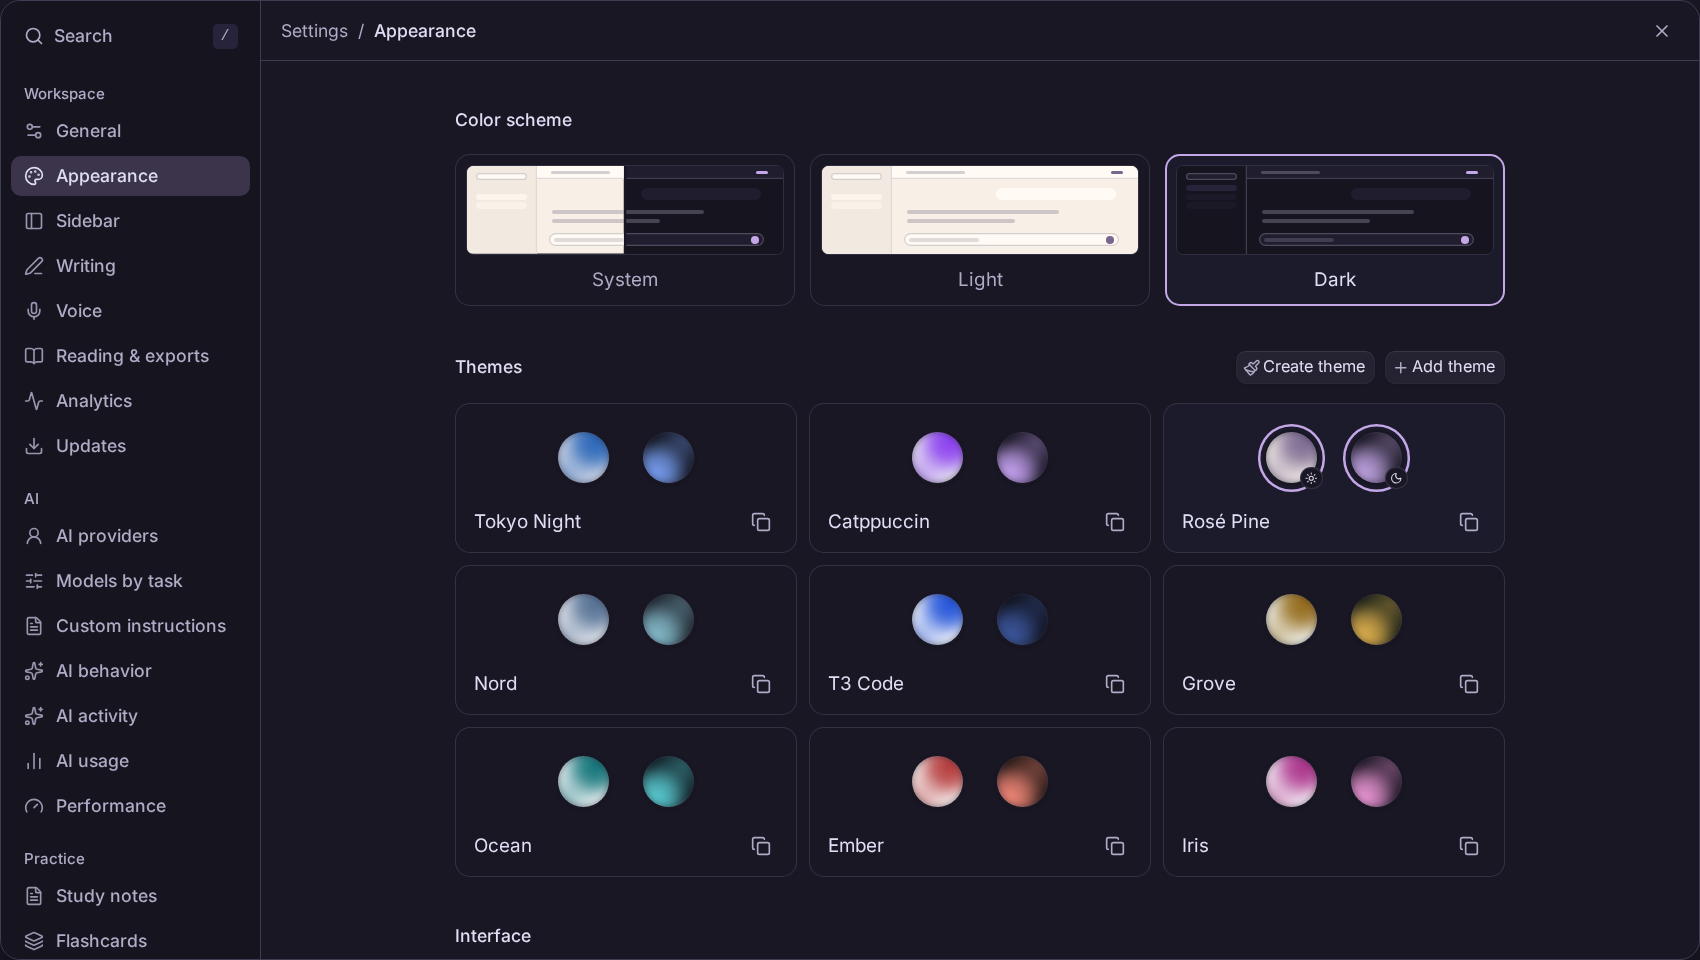 Search
/
Workspace
General
Appearance
Sidebar
Writing
Voice
Reading & exports
Analytics
Updates
AI
AI providers
Models by task
Custom instructions
AI behavior
AI activity
AI usage
Performance
Practice
Study notes
Flashcards
Settings / Appearance
Color scheme
System
Light
Dark
Themes
Create theme
Add theme
Tokyo Night
Catppuccin
Rosé Pine
Nord
T3 Code
Grove
Ocean
Ember
Iris
Interface